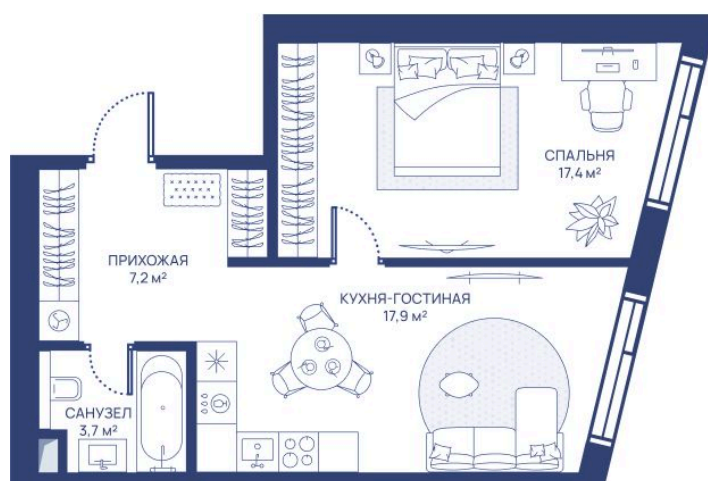 СПАЛЬНЯ
17,4 м²
ПРИХОЖАЯ
7,2 м²
КУХНЯ-ГОСТИНАЯ
17,9 м²
САНУЗЕЛ
3,7 м²